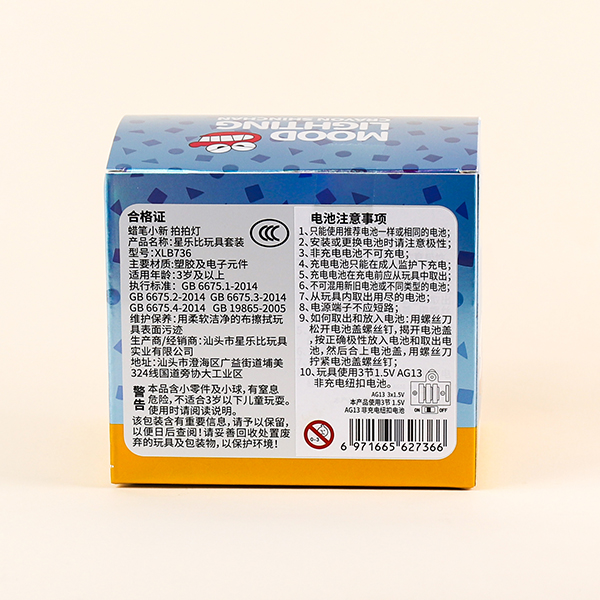 MOOD
LIGHTING
CRAYON SHINCHAN
合格证
蜡笔小新 拍拍灯
产品名称:星乐比玩具套装
型号:XLB736
主要材质:塑胶及电子元件
适用年龄:3岁及以上
执行标准: GB 6675.1-2014
GB 6675.2-2014 GB 6675.3-2014
GB 6675.4-2014 GB 19865-2005
维护保养:用柔软洁净的布擦拭玩
具表面污迹
生产商/经销商:汕头市星乐比玩具
实业有限公司
地址:汕头市澄海区广益街道埔美
324线国道旁协大工业区
警告
本品含小零件及小球,有窒息
危险,不适合3岁以下儿童玩耍。
使用时请阅读说明。
该包装含有重要信息,请予以保留,
以便日后查阅!请妥善回收处置废
弃的玩具及包装物,以保护环境!
CCC
电池注意事项
1、只能使用推荐电池一样或相同的电池;
2、安装或更换电池时请注意极性;
3、非充电电池不可充电;
4、充电电池只能在成人监护下充电;
5、充电电池在充电前应从玩具中取出;
6、不可混用新旧电池或不同类型的电池;
7、从玩具内取出用尽的电池;
8、电源端子不应短路;
9、如何取出和放入电池:用螺丝刀
松开电池盖螺丝钉,揭开电池盖,
按正确极性放入电池和取出电
池,然后合上电池盖,用螺丝刀
拧紧电池盖螺丝钉;
10、玩具使用3节1.5V AG13
非充电纽扣电池。
AG13 3x1.5V
本产品使用3节 1.5V
AG13 非充电纽扣电池
ON OFF
0-3
6 971665 627366